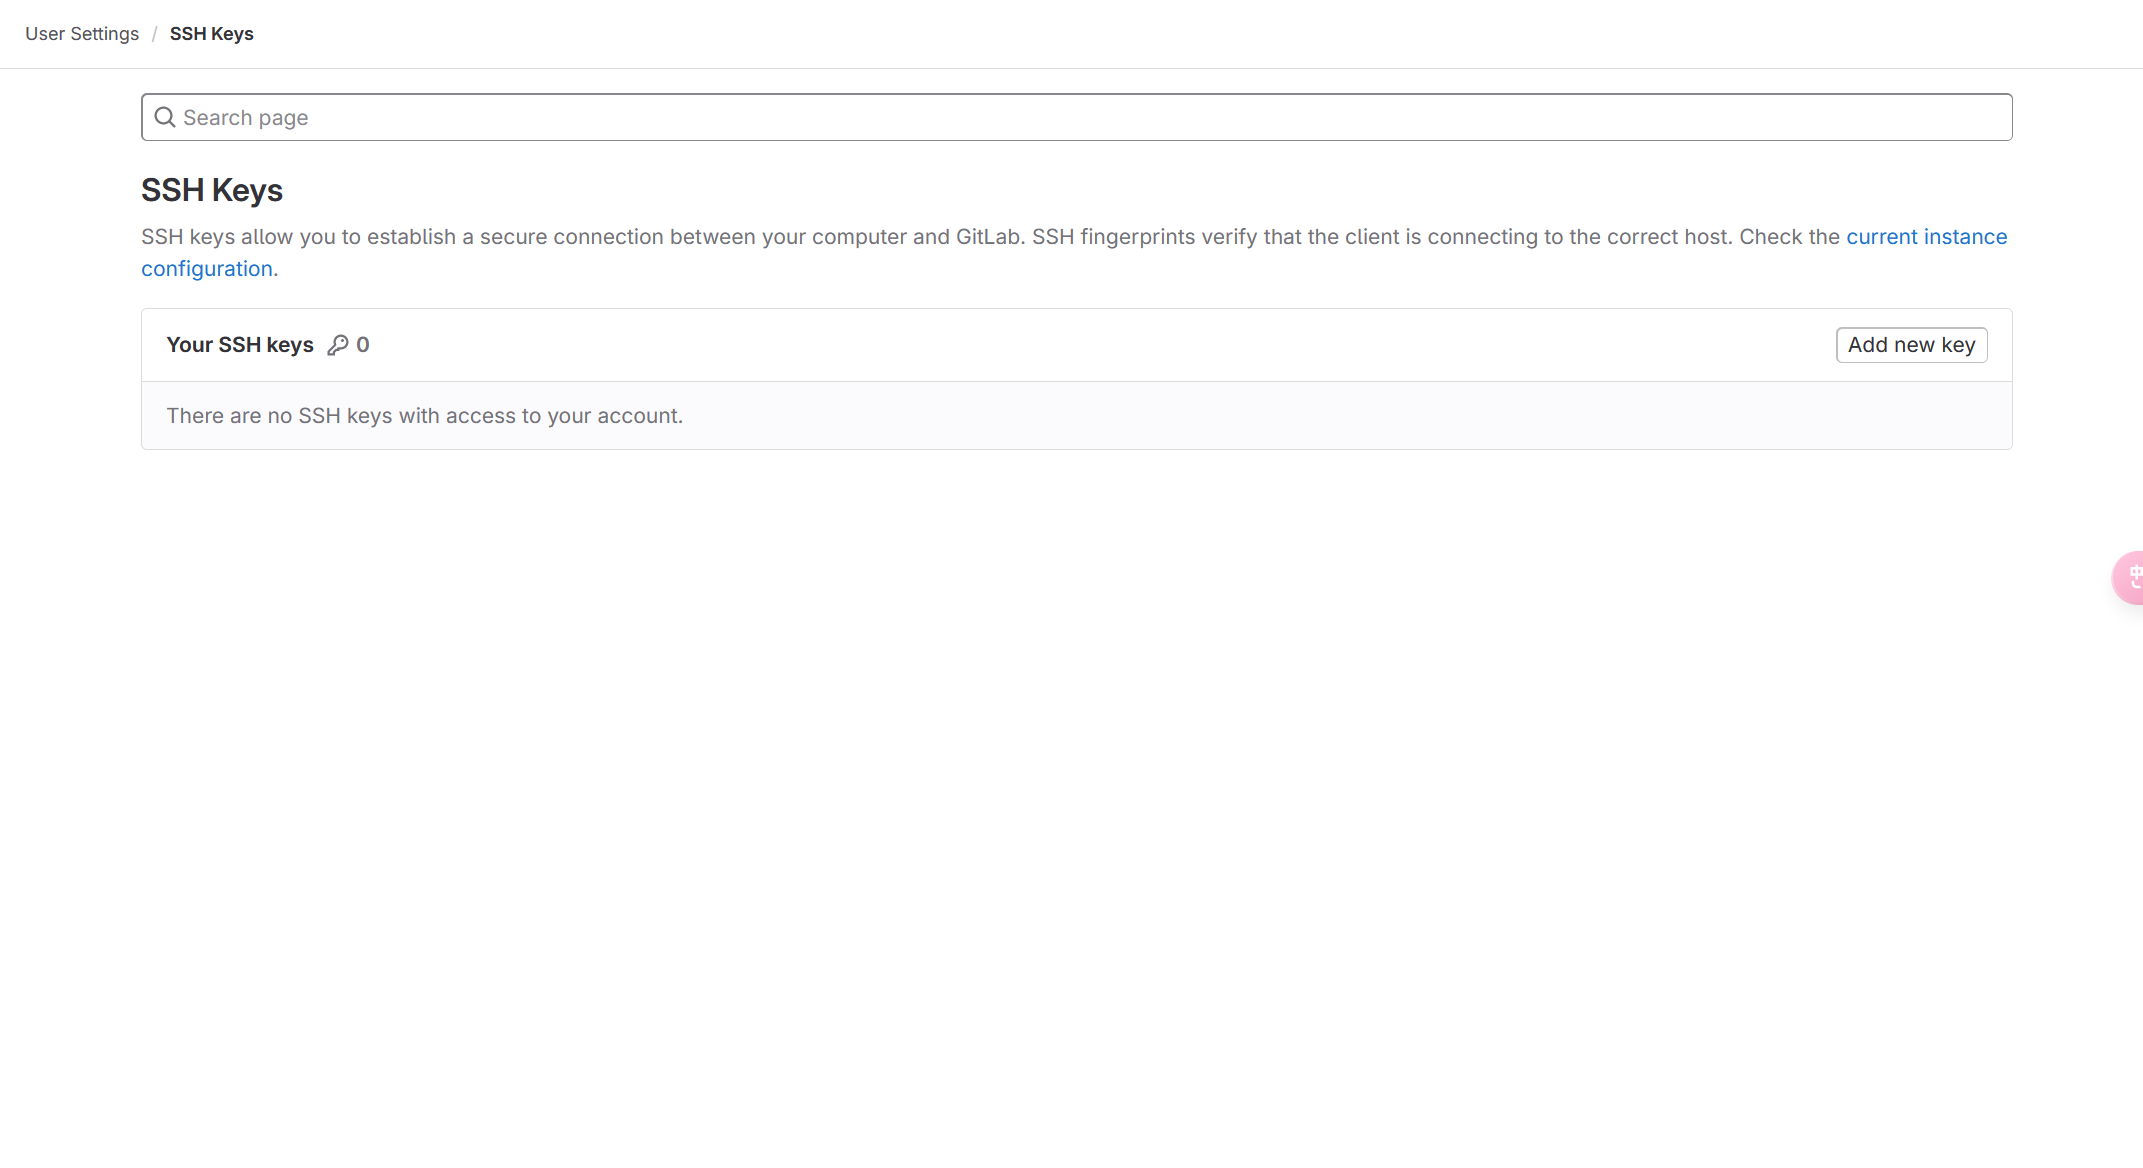 User Settings / SSH Keys
Search page
SSH Keys
SSH keys allow you to establish a secure connection between your computer and GitLab. SSH fingerprints verify that the client is connecting to the correct host. Check the current instance
configuration.
Your SSH keys 0
Add new key
There are no SSH keys with access to your account.